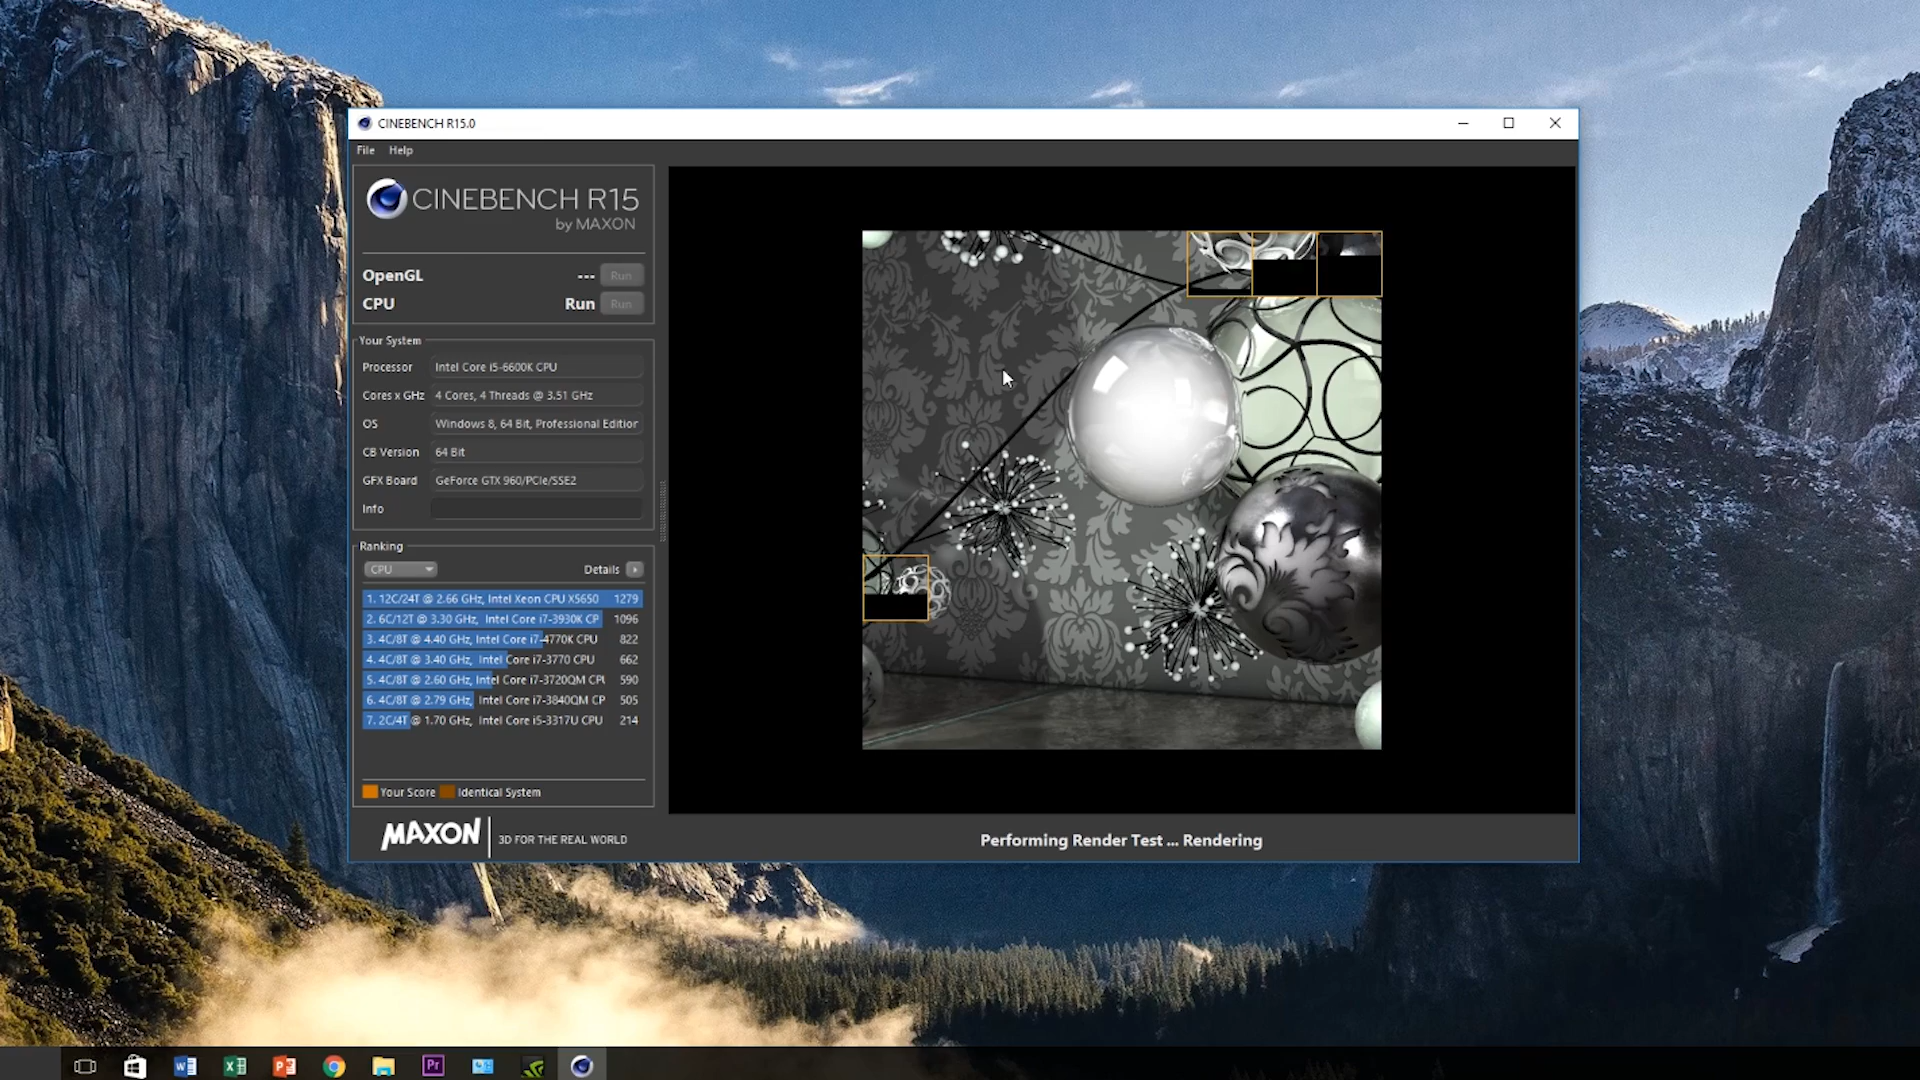 CINEBENCH R15.0
File Help
CINEBENCH R15
by MAXON
OpenGL --- Run
CPU Run Run
Your System
Processor Intel Core i5-6600K CPU
Cores x GHz 4 Cores, 4 Threads @ 3.51 GHz
OS Windows 8, 64 Bit, Professional Edition
CB Version 64 Bit
GFX Board GeForce GTX 960/PCIe/SSE2
Info
Ranking
CPU Details
1. 12C/24T @ 2.66 GHz, Intel Xeon CPU X5650 1279
2. 6C/12T @ 3.30 GHz, Intel Core i7-3930K CP 1096
3. 4C/8T @ 4.40 GHz, Intel Core i7-4770K CPU 822
4. 4C/8T @ 3.40 GHz, Intel Core i7-3770 CPU 662
5. 4C/8T @ 2.60 GHz, Intel Core i7-3720QM CPU 590
6. 4C/8T @ 2.79 GHz, Intel Core i7-3840QM CP 505
7. 2C/4T @ 1.70 GHz, Intel Core i5-3317U CPU 214
Your Score Identical System
MAXON 3D FOR THE REAL WORLD
Performing Render Test ... Rendering
Pr